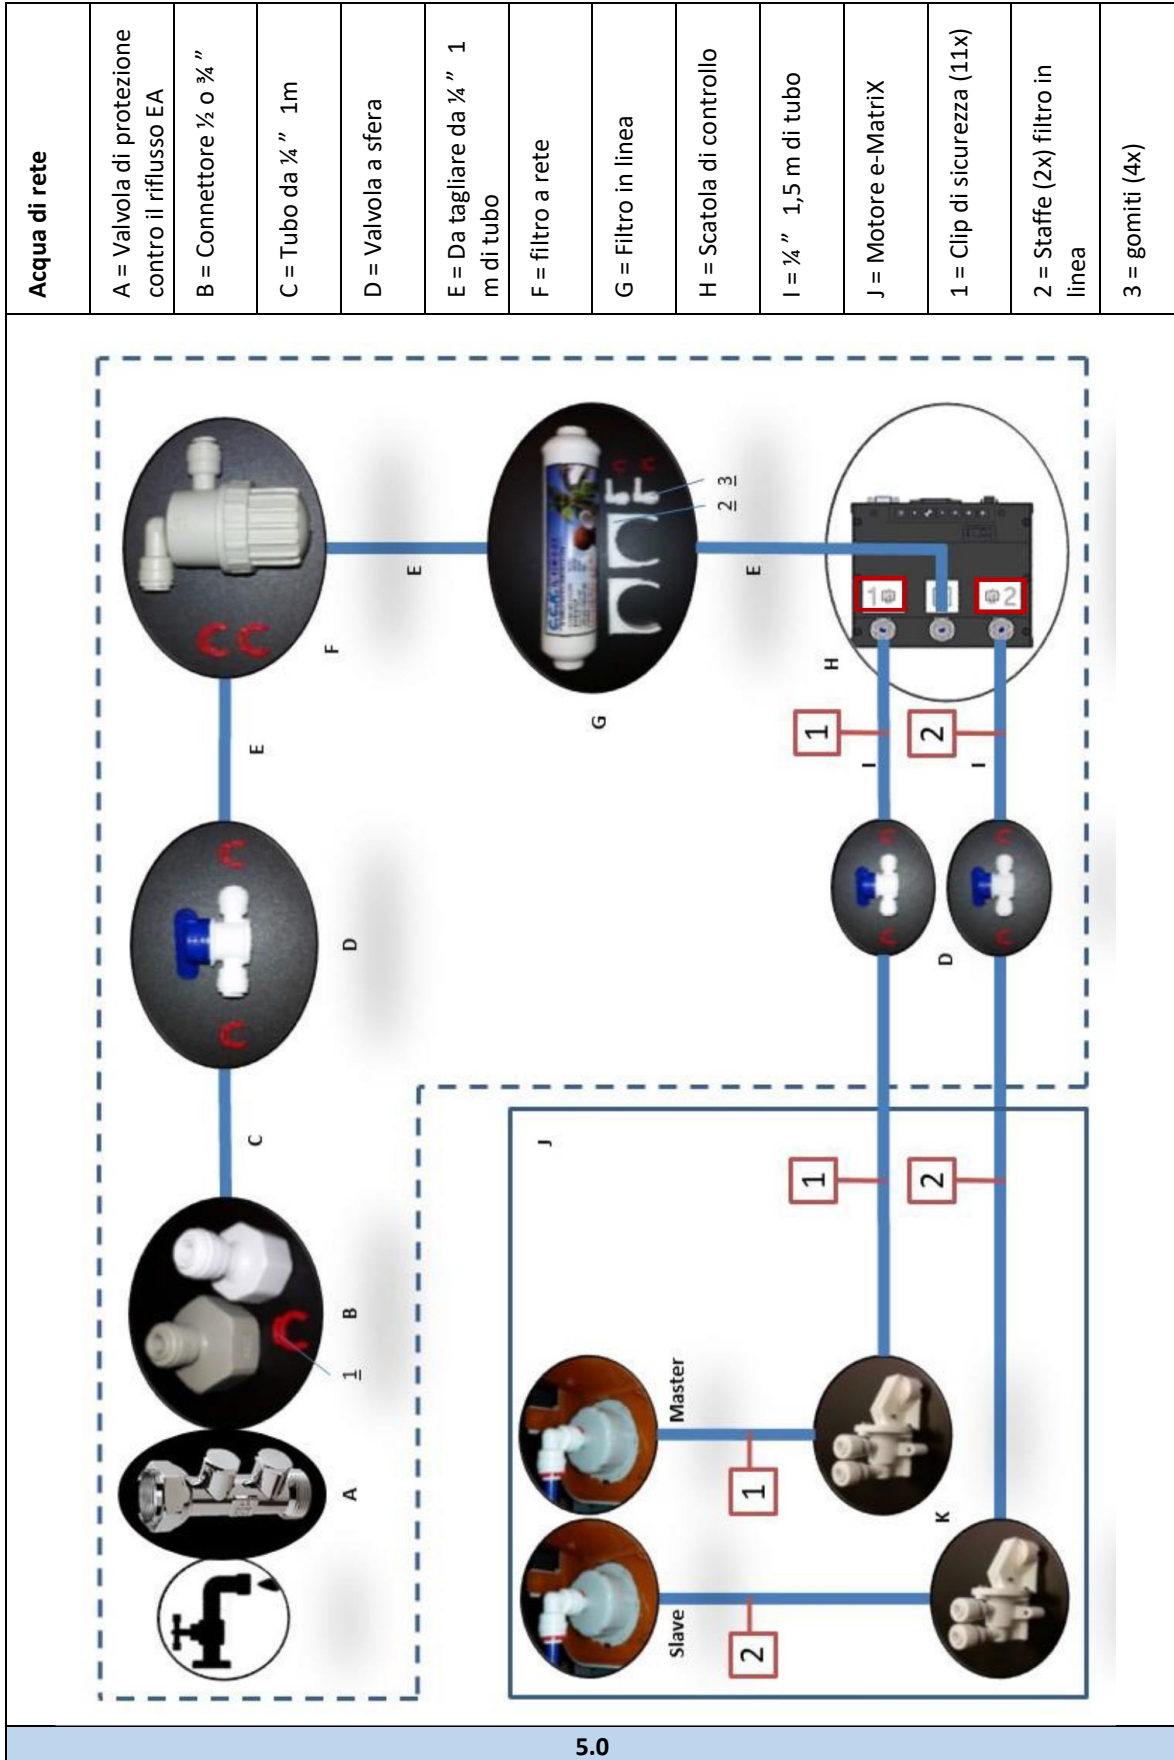 Acqua di rete
A = Valvola di protezione
contro il riflusso EA
B = Connettore ½ o ¾ ”
C = Tubo da ¼ ” 1m
D = Valvola a sfera
E = Da tagliare da ¼ ” 1
m di tubo
F = filtro a rete
G = Filtro in linea
H = Scatola di controllo
I = ¼ ” 1,5 m di tubo
J = Motore e-MatriX
1 = Clip di sicurezza (11x)
2 = Staffe (2x) filtro in
linea
3 = gomiti (4x)
A
B
1
C
D
E
F
E
G
2
3
E
H
1
2
I
1
I
2
D
J
1
2
Master
Slave
1
2
K
5.0